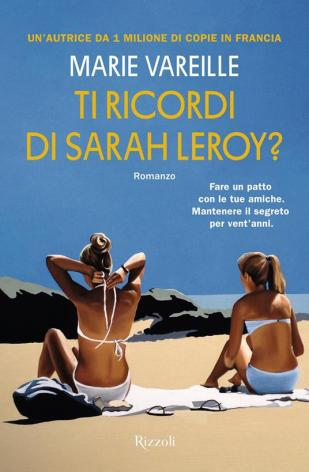 UN'AUTRICE DA 1 MILIONE DI COPIE IN FRANCIA
MARIE VAREILLE
TI RICORDI
DI SARAH LEROY?
Romanzo
Fare un patto
con le tue amiche.
Mantenere il segreto
per vent'anni.
Rizzoli